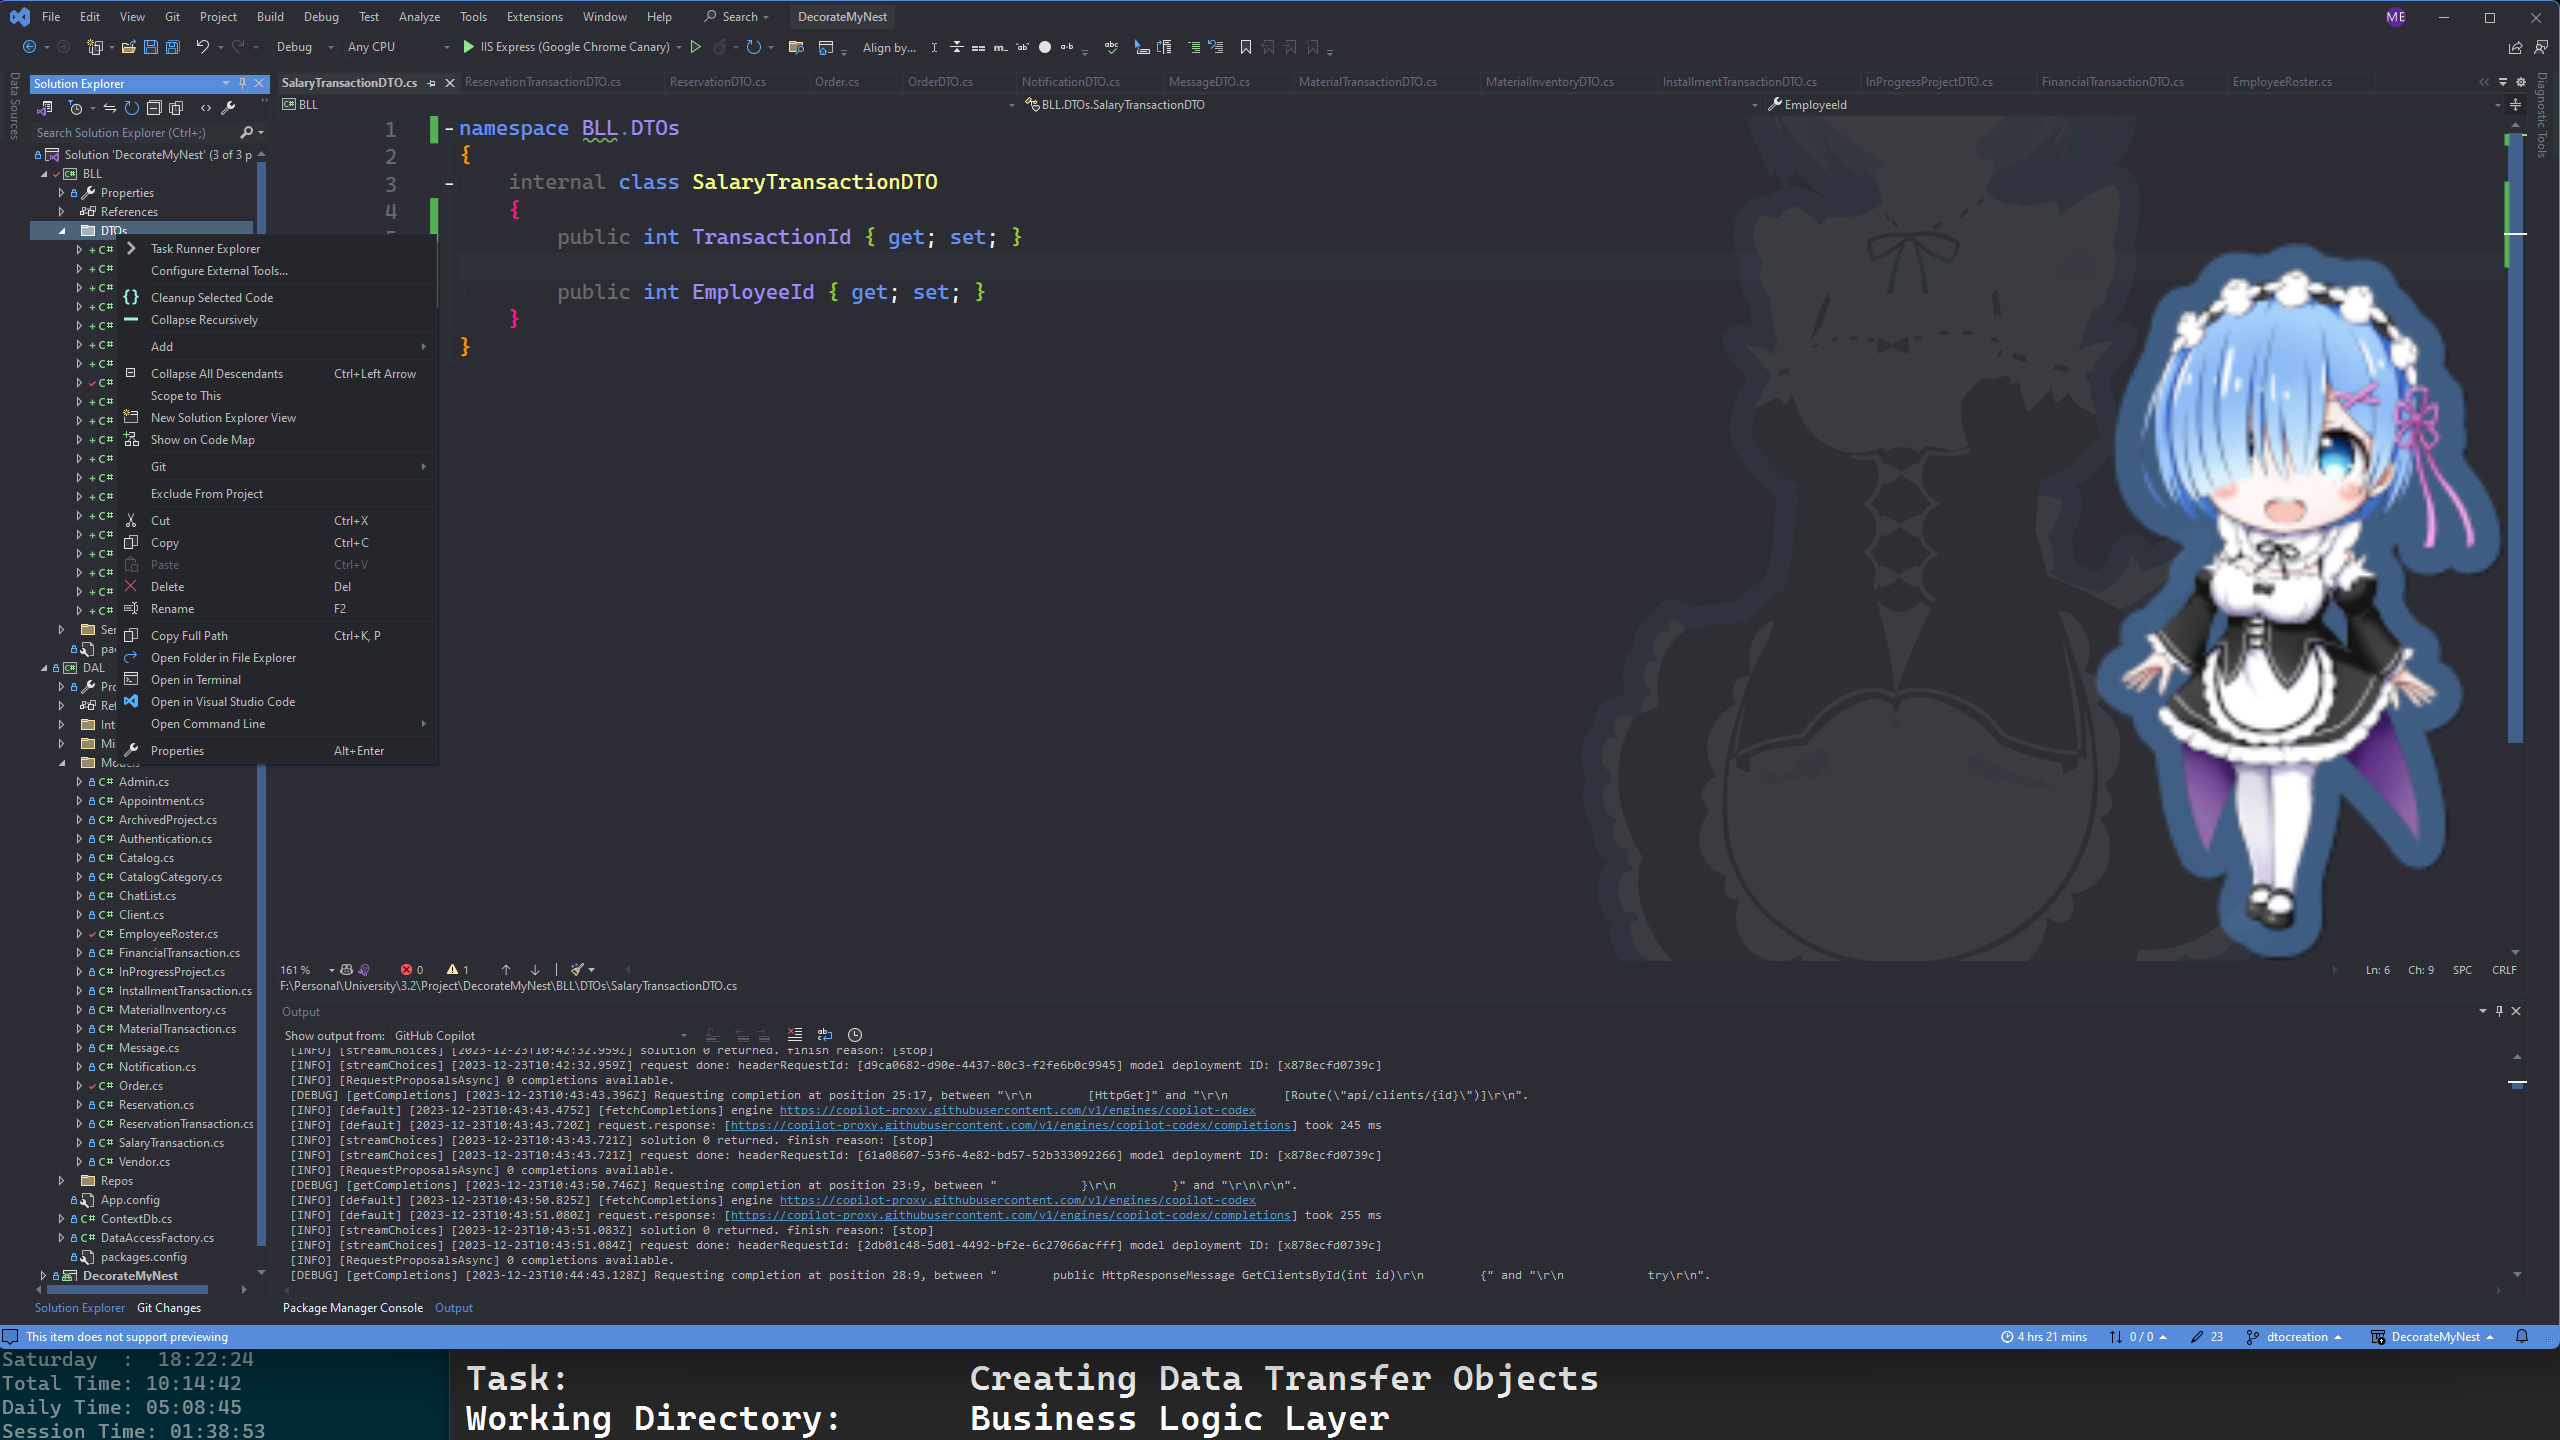 File Edit View Git Project Build Debug Test Analyze Tools Extensions Window Help Search DecorateMyNest ME
Debug Any CPU IIS Express (Google Chrome Canary) Align by...
Data Sources
Solution Explorer
Search Solution Explorer (Ctrl+;)
Solution 'DecorateMyNest' (3 of 3 p
BLL
Properties
References
DTOs
Task Runner Explorer
Configure External Tools...
Cleanup Selected Code
Collapse Recursively
Add
Collapse All Descendants Ctrl+Left Arrow
Scope to This
New Solution Explorer View
Show on Code Map
Git
Exclude From Project
Cut Ctrl+X
Copy Ctrl+C
Paste Ctrl+V
Delete Del
Rename F2
Copy Full Path Ctrl+K, P
Open Folder in File Explorer
Open in Terminal
Open in Visual Studio Code
Open Command Line
Properties Alt+Enter
Ser
pac
DAL
Pro
Ref
Int
Mi
Models
Admin.cs
Appointment.cs
ArchivedProject.cs
Authentication.cs
Catalog.cs
CatalogCategory.cs
ChatList.cs
Client.cs
EmployeeRoster.cs
FinancialTransaction.cs
InProgressProject.cs
InstallmentTransaction.cs
MaterialInventory.cs
MaterialTransaction.cs
Message.cs
Notification.cs
Order.cs
Reservation.cs
ReservationTransaction.cs
SalaryTransaction.cs
Vendor.cs
Repos
App.config
ContextDb.cs
DataAccessFactory.cs
packages.config
DecorateMyNest
Solution Explorer Git Changes
SalaryTransactionDTO.cs ReservationTransactionDTO.cs ReservationDTO.cs Order.cs OrderDTO.cs NotificationDTO.cs MessageDTO.cs MaterialTransactionDTO.cs MaterialInventoryDTO.cs InstallmentTransactionDTO.cs InProgressProjectDTO.cs FinancialTransactionDTO.cs EmployeeRoster.cs
BLL BLL.DTOs.SalaryTransactionDTO EmployeeId
Diagnostic Tools
1 namespace BLL.DTOs
2 {
3 internal class SalaryTransactionDTO
4 {
public int TransactionId { get; set; }
public int EmployeeId { get; set; }
}
}
161 % 0 1 Ln: 6 Ch: 9 SPC CRLF
F:\Personal\University\3.2\Project\DecorateMyNest\BLL\DTOs\SalaryTransactionDTO.cs
Output
Show output from: GitHub Copilot
[INFO] [streamChoices] [2023-12-23T10:42:32.959Z] solution 0 returned. finish reason: [stop]
[INFO] [streamChoices] [2023-12-23T10:42:32.959Z] request done: headerRequestId: [d9ca0682-d90e-4437-80c3-f2fe6b0c9945] model deployment ID: [x878ecfd0739c]
[INFO] [RequestProposalsAsync] 0 completions available.
[DEBUG] [getCompletions] [2023-12-23T10:43:43.396Z] Requesting completion at position 25:17, between "\r\n [HttpGet]" and "\r\n [Route(\"api/clients/{id}\")]\r\n".
[INFO] [default] [2023-12-23T10:43:43.475Z] [fetchCompletions] engine https://copilot-proxy.githubusercontent.com/v1/engines/copilot-codex
[INFO] [default] [2023-12-23T10:43:43.720Z] request.response: [https://copilot-proxy.githubusercontent.com/v1/engines/copilot-codex/completions] took 245 ms
[INFO] [streamChoices] [2023-12-23T10:43:43.721Z] solution 0 returned. finish reason: [stop]
[INFO] [streamChoices] [2023-12-23T10:43:43.721Z] request done: headerRequestId: [61a08607-53f6-4e82-bd57-52b333092266] model deployment ID: [x878ecfd0739c]
[INFO] [RequestProposalsAsync] 0 completions available.
[DEBUG] [getCompletions] [2023-12-23T10:43:50.746Z] Requesting completion at position 23:9, between " }\r\n }" and "\r\n\r\n".
[INFO] [default] [2023-12-23T10:43:50.825Z] [fetchCompletions] engine https://copilot-proxy.githubusercontent.com/v1/engines/copilot-codex
[INFO] [default] [2023-12-23T10:43:51.080Z] request.response: [https://copilot-proxy.githubusercontent.com/v1/engines/copilot-codex/completions] took 255 ms
[INFO] [streamChoices] [2023-12-23T10:43:51.083Z] solution 0 returned. finish reason: [stop]
[INFO] [streamChoices] [2023-12-23T10:43:51.084Z] request done: headerRequestId: [2db01c48-5d01-4492-bf2e-6c27066acfff] model deployment ID: [x878ecfd0739c]
[INFO] [RequestProposalsAsync] 0 completions available.
[DEBUG] [getCompletions] [2023-12-23T10:44:43.128Z] Requesting completion at position 28:9, between " public HttpResponseMessage GetClientsById(int id)\r\n {" and "\r\n try\r\n".
Package Manager Console Output
This item does not support previewing 4 hrs 21 mins 0 / 0 23 dtocreation DecorateMyNest
Saturday : 18:22:24
Total Time: 10:14:42
Daily Time: 05:08:45
Session Time: 01:38:53
Task: Creating Data Transfer Objects
Working Directory: Business Logic Layer